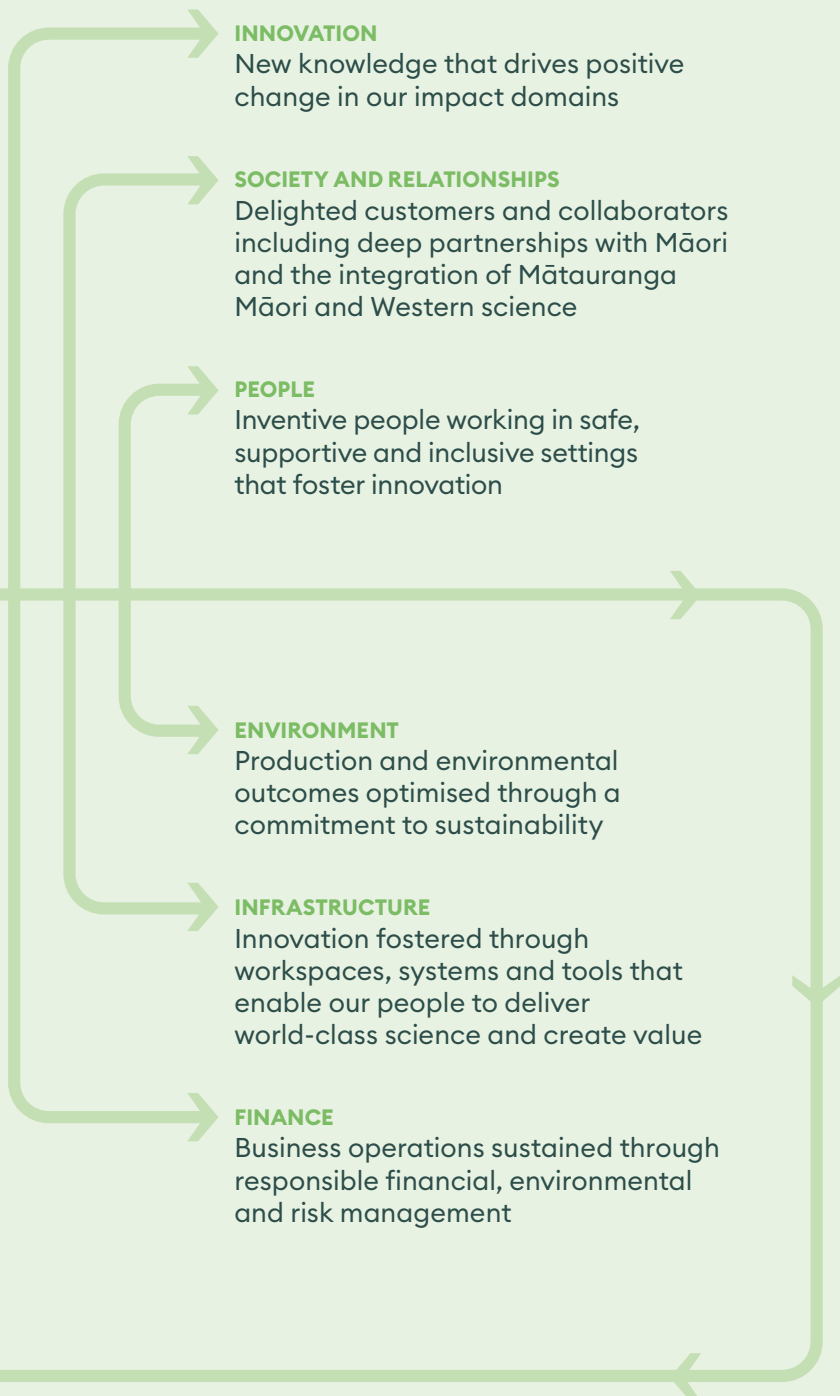 INNOVATION
New knowledge that drives positive
change in our impact domains
SOCIETY AND RELATIONSHIPS
Delighted customers and collaborators
including deep partnerships with Māori
and the integration of Mātauranga
Māori and Western science
PEOPLE
Inventive people working in safe,
supportive and inclusive settings
that foster innovation
ENVIRONMENT
Production and environmental
outcomes optimised through a
commitment to sustainability
INFRASTRUCTURE
Innovation fostered through
workspaces, systems and tools that
enable our people to deliver
world-class science and create value
FINANCE
Business operations sustained through
responsible financial, environmental
and risk management